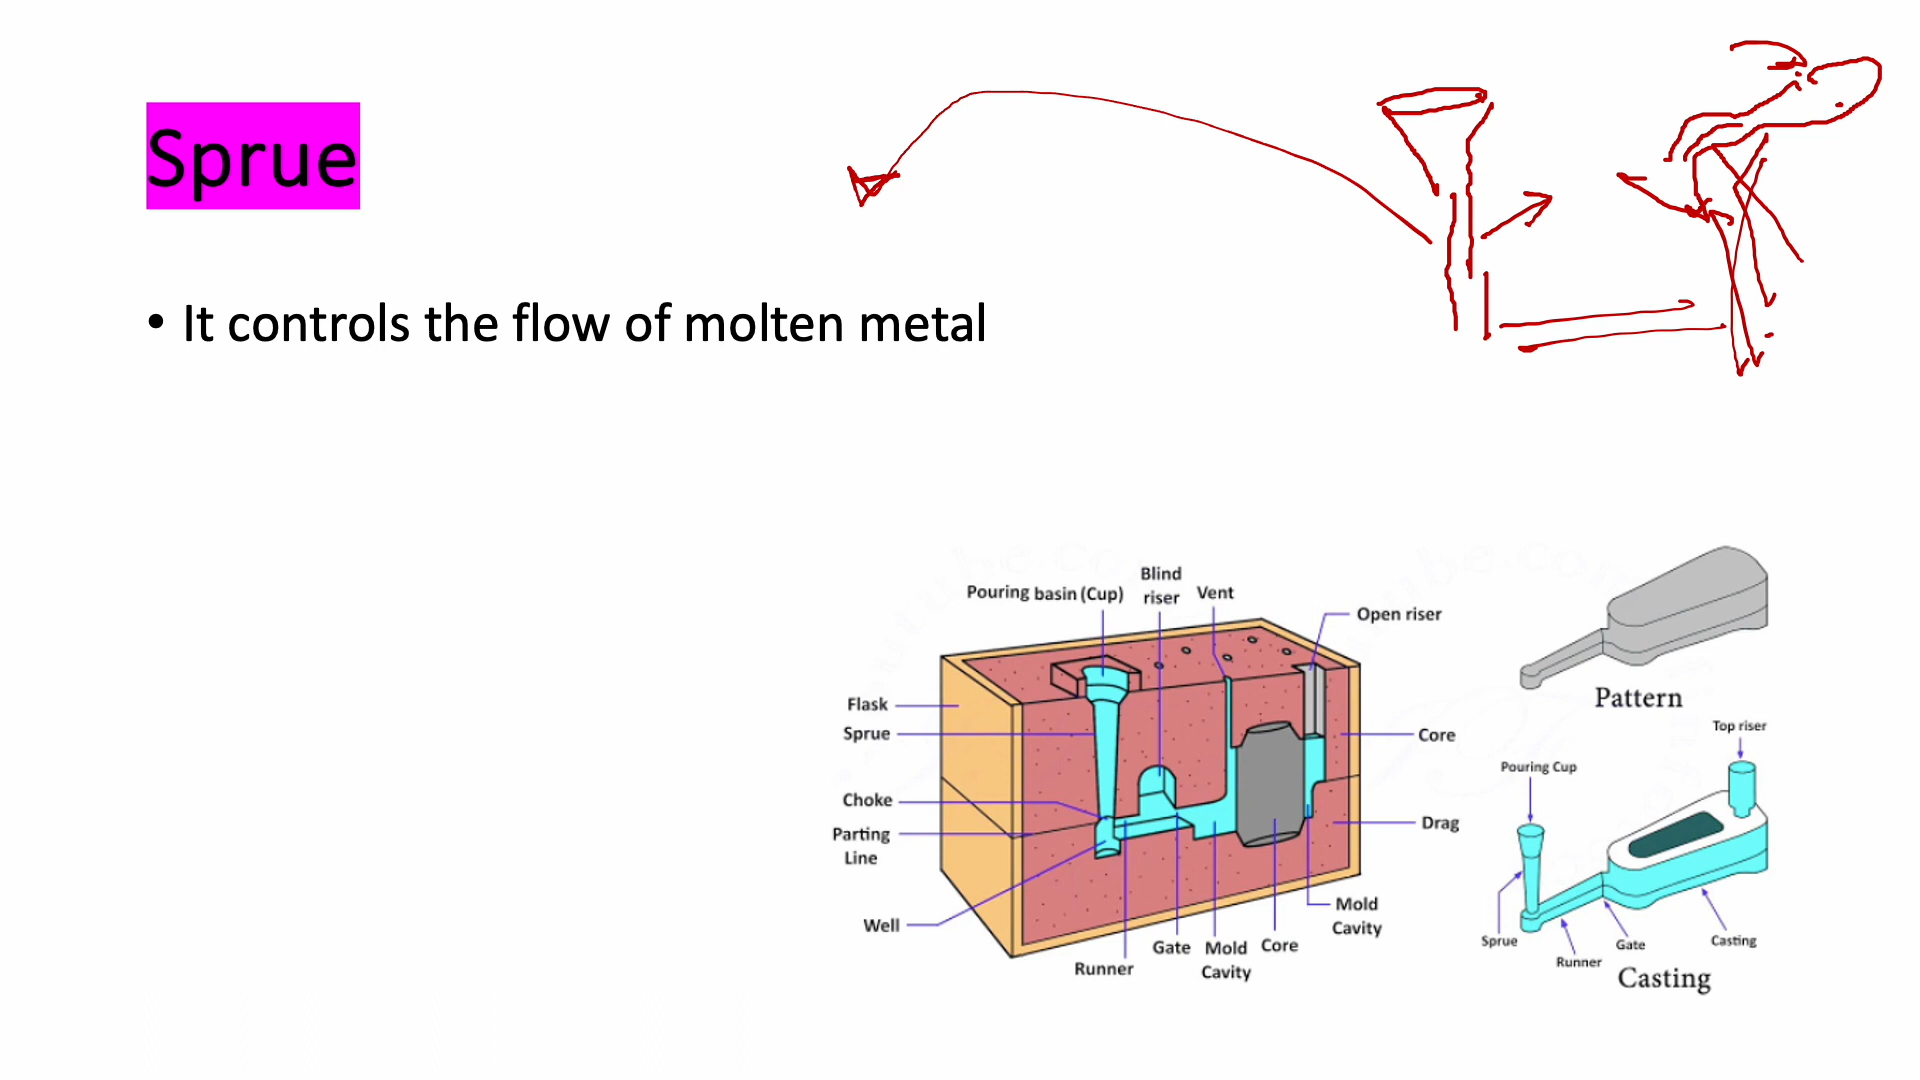 Sprue
• It controls the flow of molten metal
Blind
riser
Pouring basin (Cup)
Vent
Open riser
Flask
Sprue
Core
Choke
Parting
Line
Drag
Well
Mold
Cavity
Gate
Mold
Cavity
Core
Runner
Pattern
Top riser
Pouring Cup
Sprue
Gate
Casting
Runner
Casting